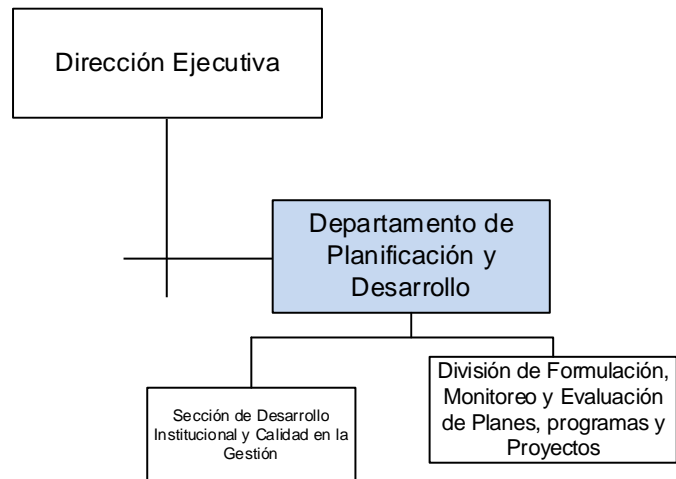 Dirección Ejecutiva
Departamento de
Planificación y
Desarrollo
Sección de Desarrollo
Institucional y Calidad en la
Gestión
División de Formulación,
Monitoreo y Evaluación
de Planes, programas y
Proyectos